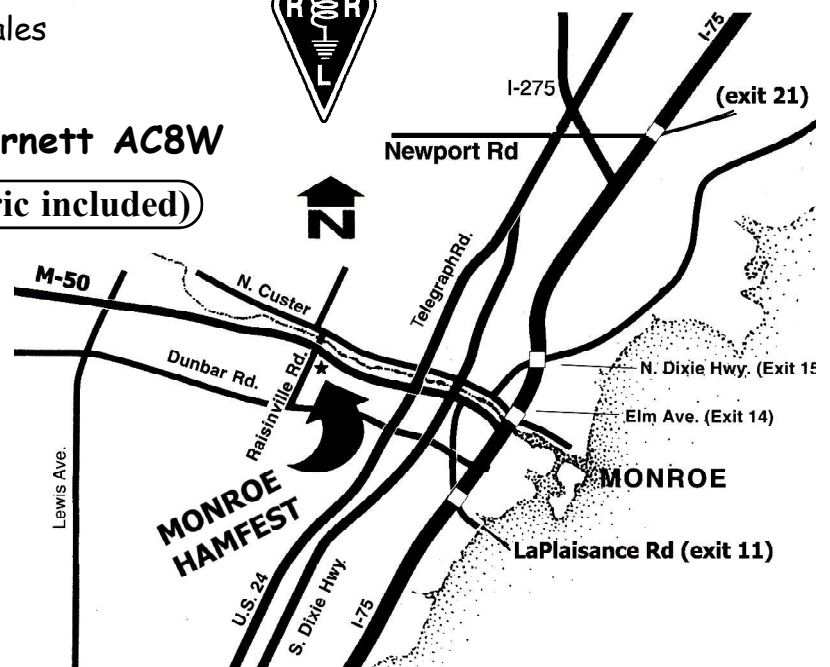 ales
R R
L
rnett AC8W
ric included)
I-75
I-275
(exit 21)
Newport Rd
N
Telegraph Rd.
M-50
N. Custer
Dunbar Rd.
Raisinville Rd.
N. Dixie Hwy. (Exit 15
Elm Ave. (Exit 14)
Lewis Ave.
MONROE
HAMFEST
MONROE
LaPlaisance Rd (exit 11)
U.S. 24
S. Dixie Hwy.
I-75